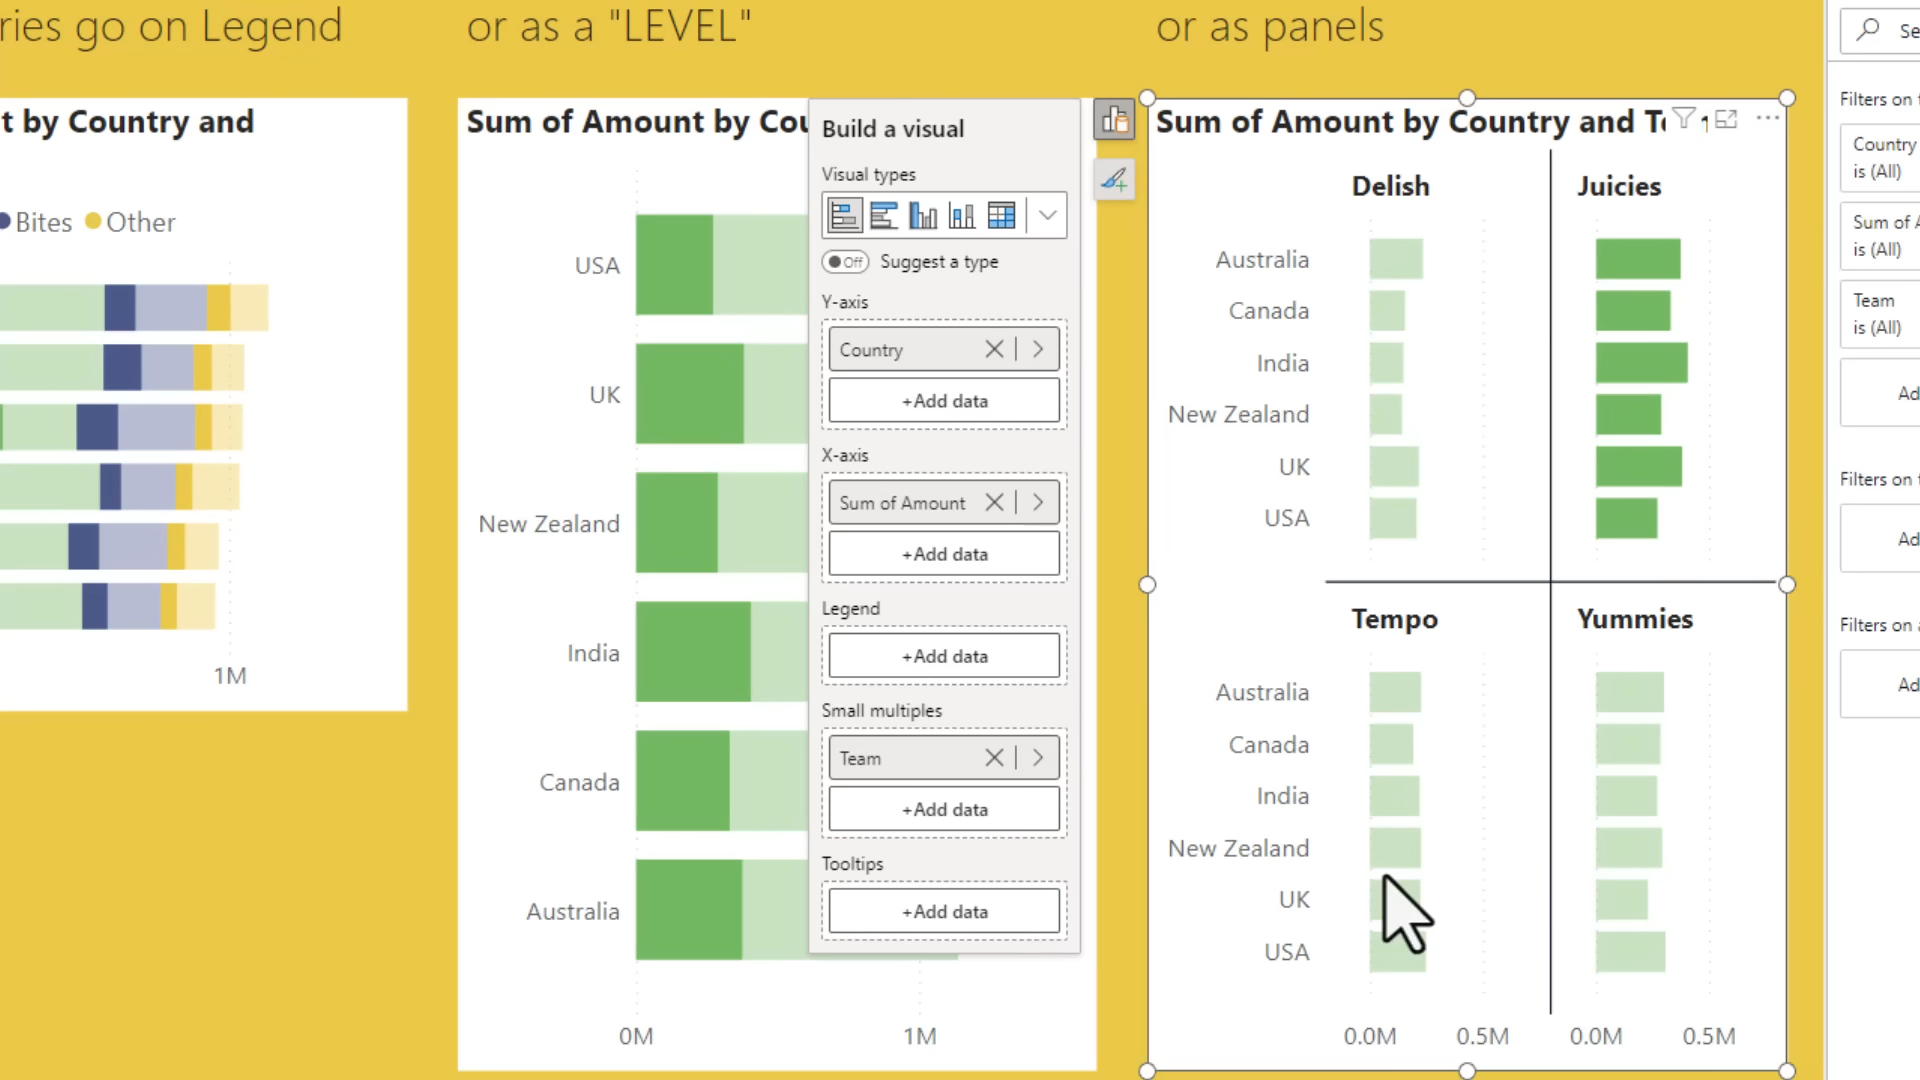 ries go on Legend
or as a "LEVEL"
or as panels
t by Country and
Bites
Other
1M
Sum of Amount by Cou
USA
UK
New Zealand
India
Canada
Australia
0M
1M
Build a visual
Visual types
Off
Suggest a type
Y-axis
Country
+Add data
X-axis
Sum of Amount
+Add data
Legend
+Add data
Small multiples
Team
+Add data
Tooltips
+Add data
Sum of Amount by Country and
Delish
Juicies
Australia
Canada
India
New Zealand
UK
USA
Tempo
Yummies
Australia
Canada
India
New Zealand
UK
USA
0.0M
0.5M
0.0M
0.5M
Se
Filters on t
Country
is (All)
Sum of A
is (All)
Team
is (All)
Ad
Filters on t
Ad
Filters on a
Ad